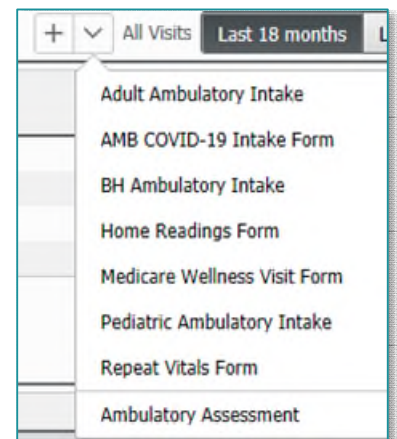 + All Visits Last 18 months L
Adult Ambulatory Intake
AMB COVID-19 Intake Form
BH Ambulatory Intake
Home Readings Form
Medicare Wellness Visit Form
Pediatric Ambulatory Intake
Repeat Vitals Form
Ambulatory Assessment